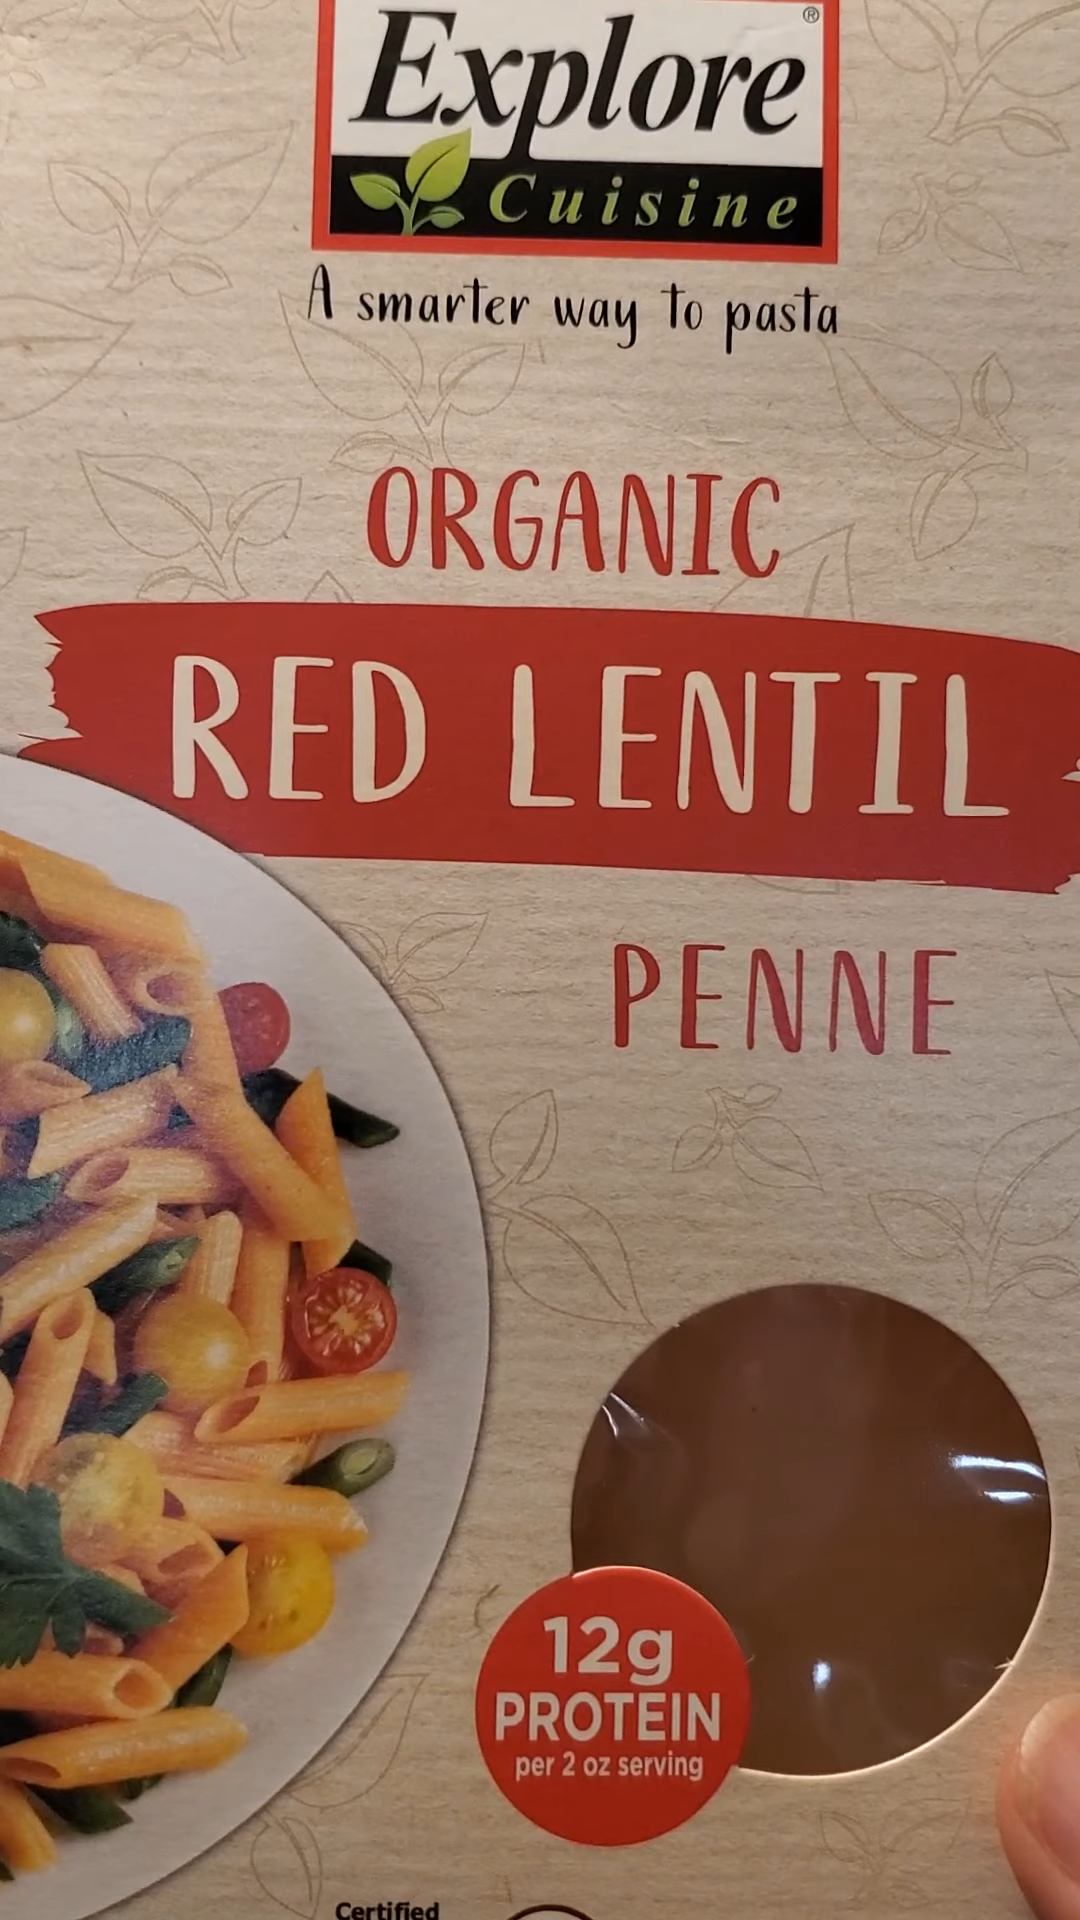 Explore®
Cuisine
A smarter way to pasta
ORGANIC
RED LENTIL
PENNE
12g
PROTEIN
per 2 oz serving
Certified